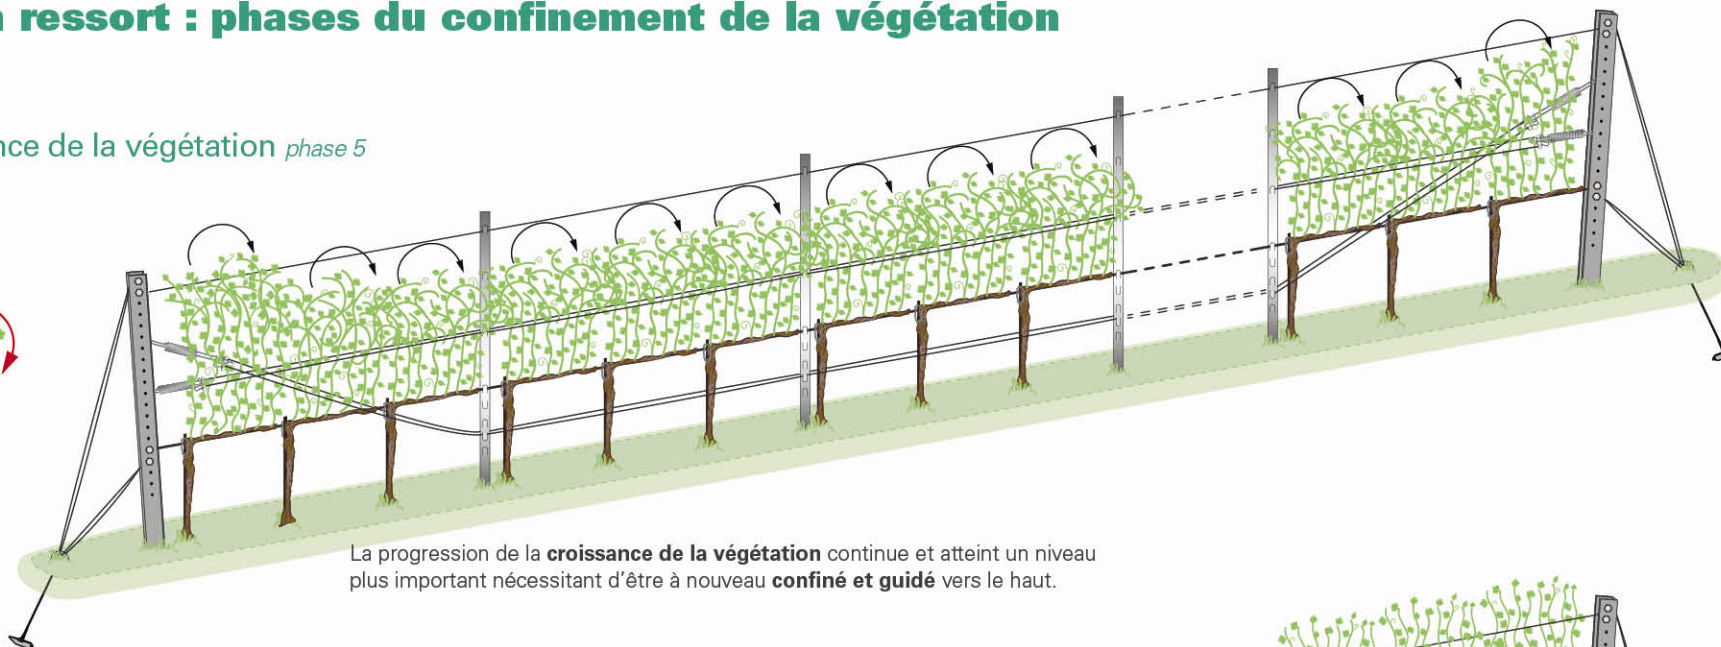 ressort : phases du confinement de la végétation
de la végétation phase 5
La progression de la croissance de la végétation continue et atteint un niveau
plus important nécessitant d'être à nouveau confiné et guidé vers le haut.